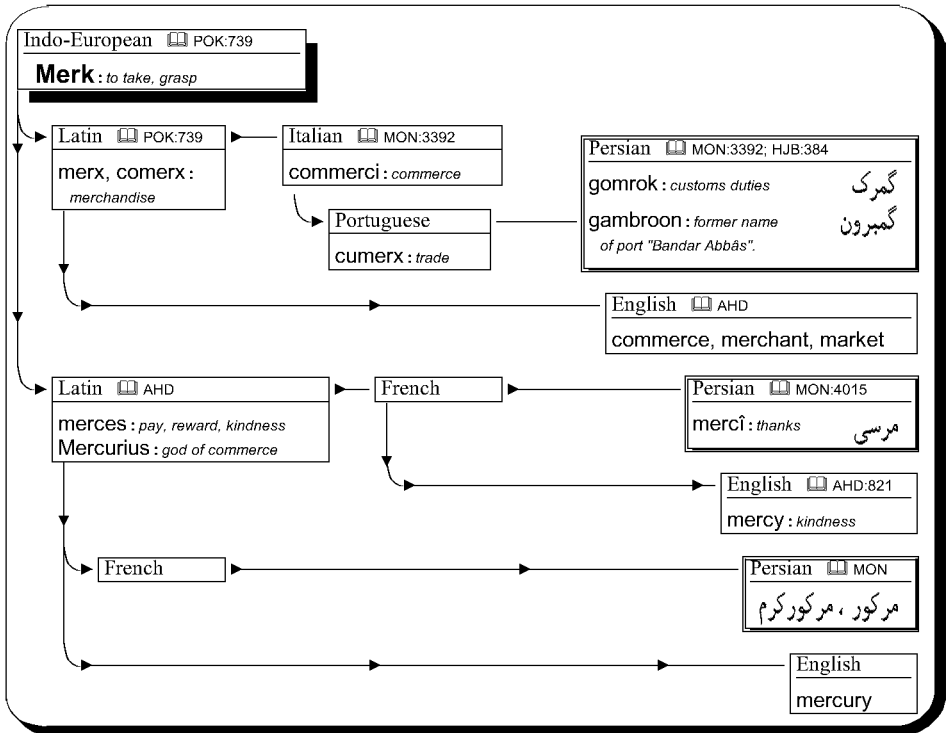 Indo-European POK:739
Merk : to take, grasp
Latin POK:739
merx, comerx :
merchandise
Italian MON:3392
commerci : commerce
Portuguese
cumerx : trade
Persian MON:3392; HJB:384
gomrok : customs duties گمرک
gambroon : former name گمبرون
of port "Bandar Abbâs".
English AHD
commerce, merchant, market
Latin AHD
merces : pay, reward, kindness
Mercurius : god of commerce
French
Persian MON:4015
mercî : thanks مرسی
English AHD:821
mercy : kindness
French
Persian MON
مرکور ، مرکورکرم
English
mercury